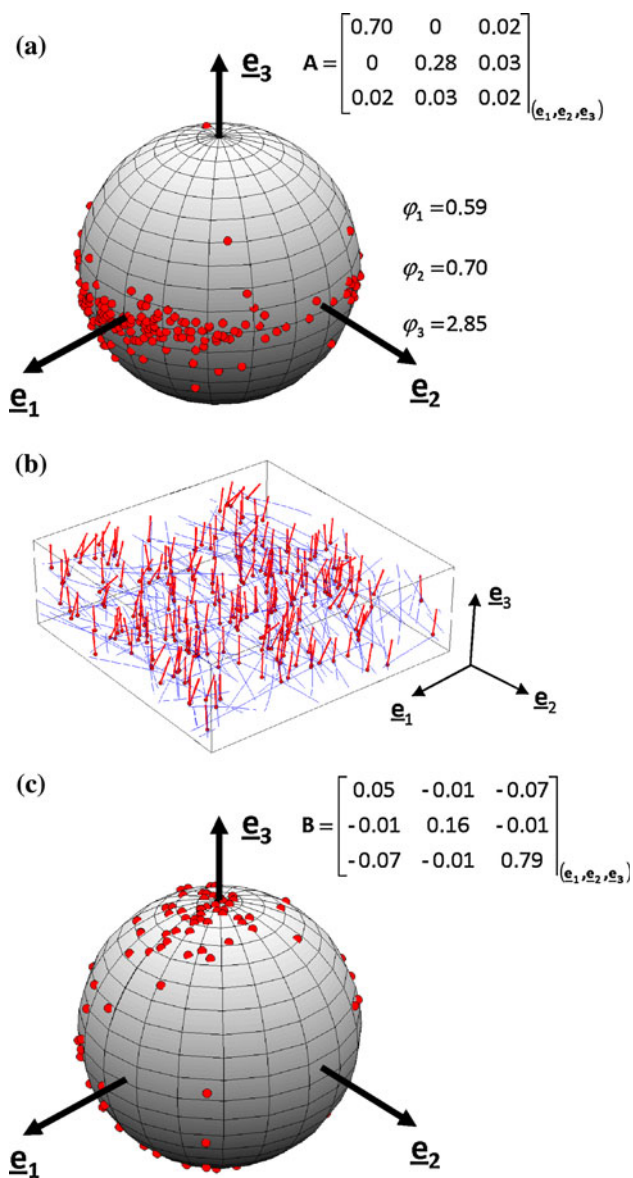 (a)
e₃
A = [0.70 0 0.02
0 0.28 0.03
0.02 0.03 0.02](e₁,e₂,e₃)
φ₁ =0.59
φ₂ =0.70
φ₃ =2.85
e₁
e₂
(b)
e₃
e₁
e₂
(c)
e₃
B = [0.05 -0.01 -0.07
-0.01 0.16 -0.01
-0.07 -0.01 0.79](e₁,e₂,e₃)
e₁
e₂